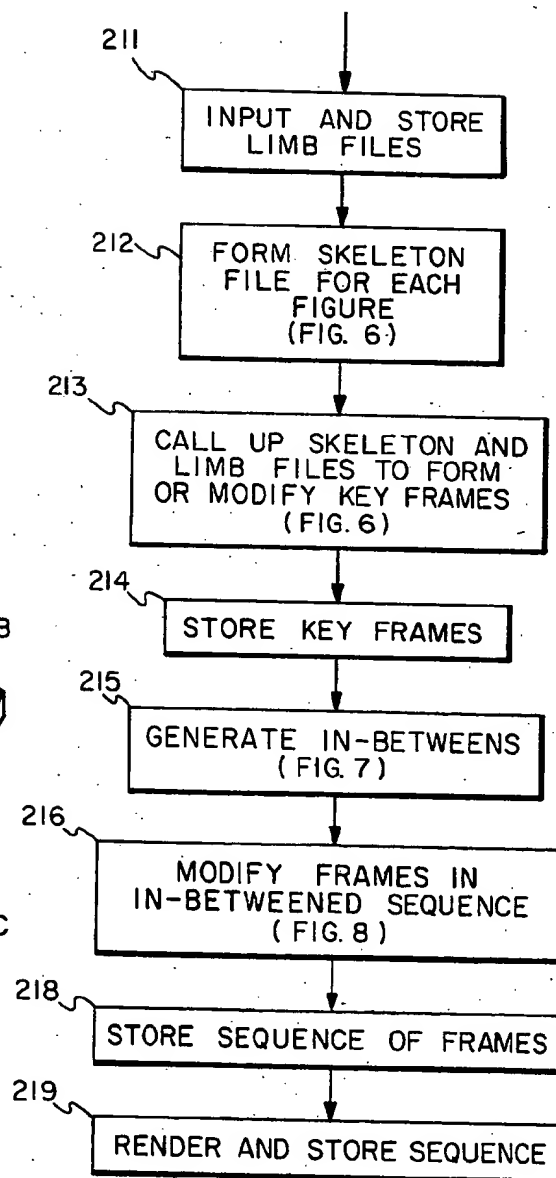 211
INPUT AND STORE
LIMB FILES
212
FORM SKELETON
FILE FOR EACH
FIGURE
(FIG. 6)
213
CALL UP SKELETON AND
LIMB FILES TO FORM
OR MODIFY KEY FRAMES
(FIG. 6)
214
STORE KEY FRAMES
B
215
GENERATE IN-BETWEENS
(FIG. 7)
216
MODIFY FRAMES IN
IN-BETWEENED SEQUENCE
(FIG. 8)
C
218
STORE SEQUENCE OF FRAMES
219
RENDER AND STORE SEQUENCE